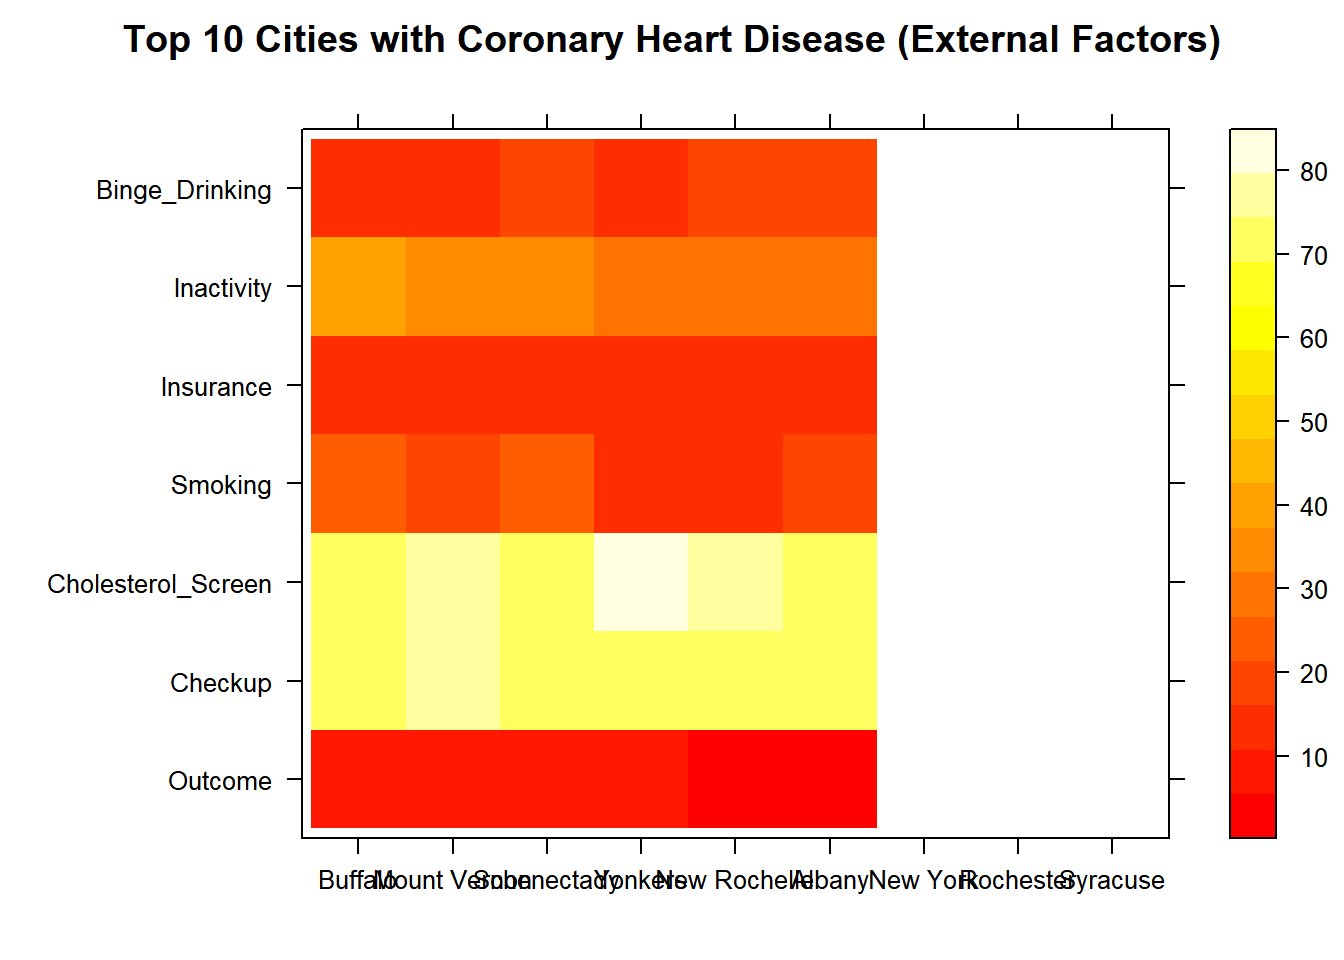 Top 10 Cities with Coronary Heart Disease (External Factors)
Binge_Drinking
Inactivity
Insurance
Smoking
Cholesterol_Screen
Checkup
Outcome
80
70
60
50
40
30
20
10
Buffalo Mount Vernon Schenectady Yonkers New Rochelle Albany New York Rochester Syracuse